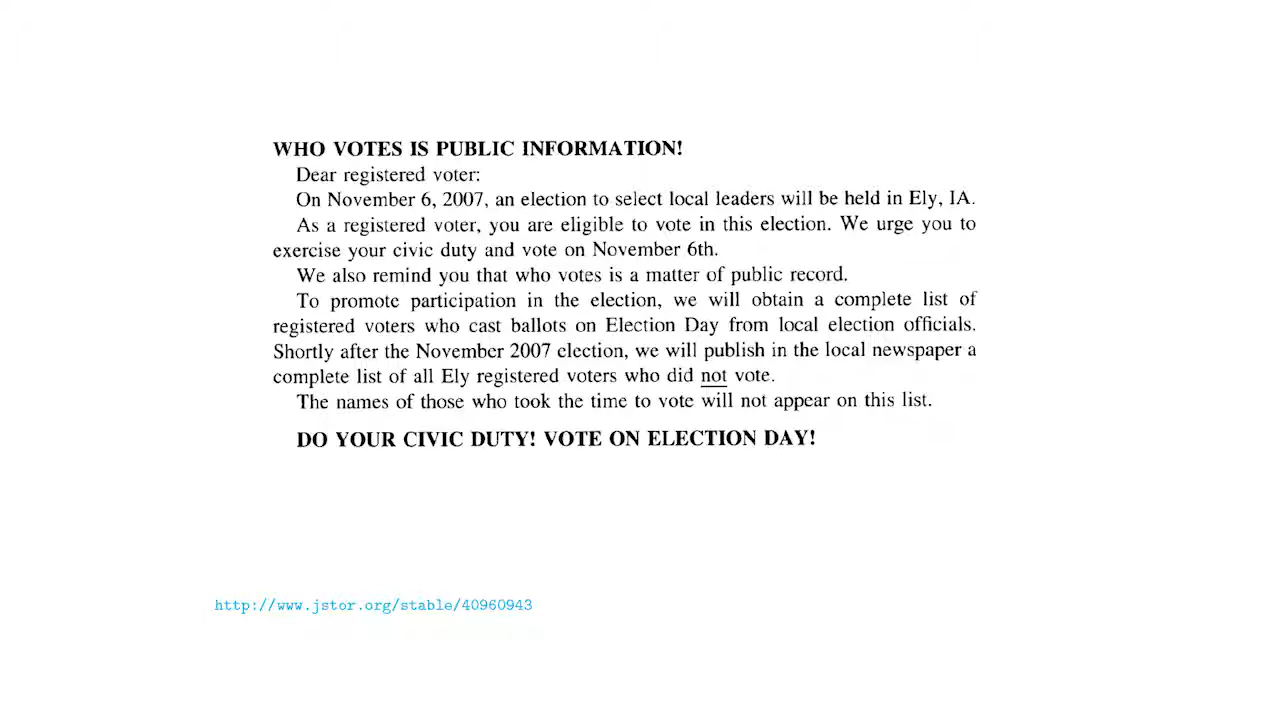 WHO VOTES IS PUBLIC INFORMATION!
Dear registered voter:
On November 6, 2007, an election to select local leaders will be held in Ely, IA.
As a registered voter, you are eligible to vote in this election. We urge you to
exercise your civic duty and vote on November 6th.
We also remind you that who votes is a matter of public record.
To promote participation in the election, we will obtain a complete list of
registered voters who cast ballots on Election Day from local election officials.
Shortly after the November 2007 election, we will publish in the local newspaper a
complete list of all Ely registered voters who did not vote.
The names of those who took the time to vote will not appear on this list.
DO YOUR CIVIC DUTY! VOTE ON ELECTION DAY!
http://www.jstor.org/stable/40960943